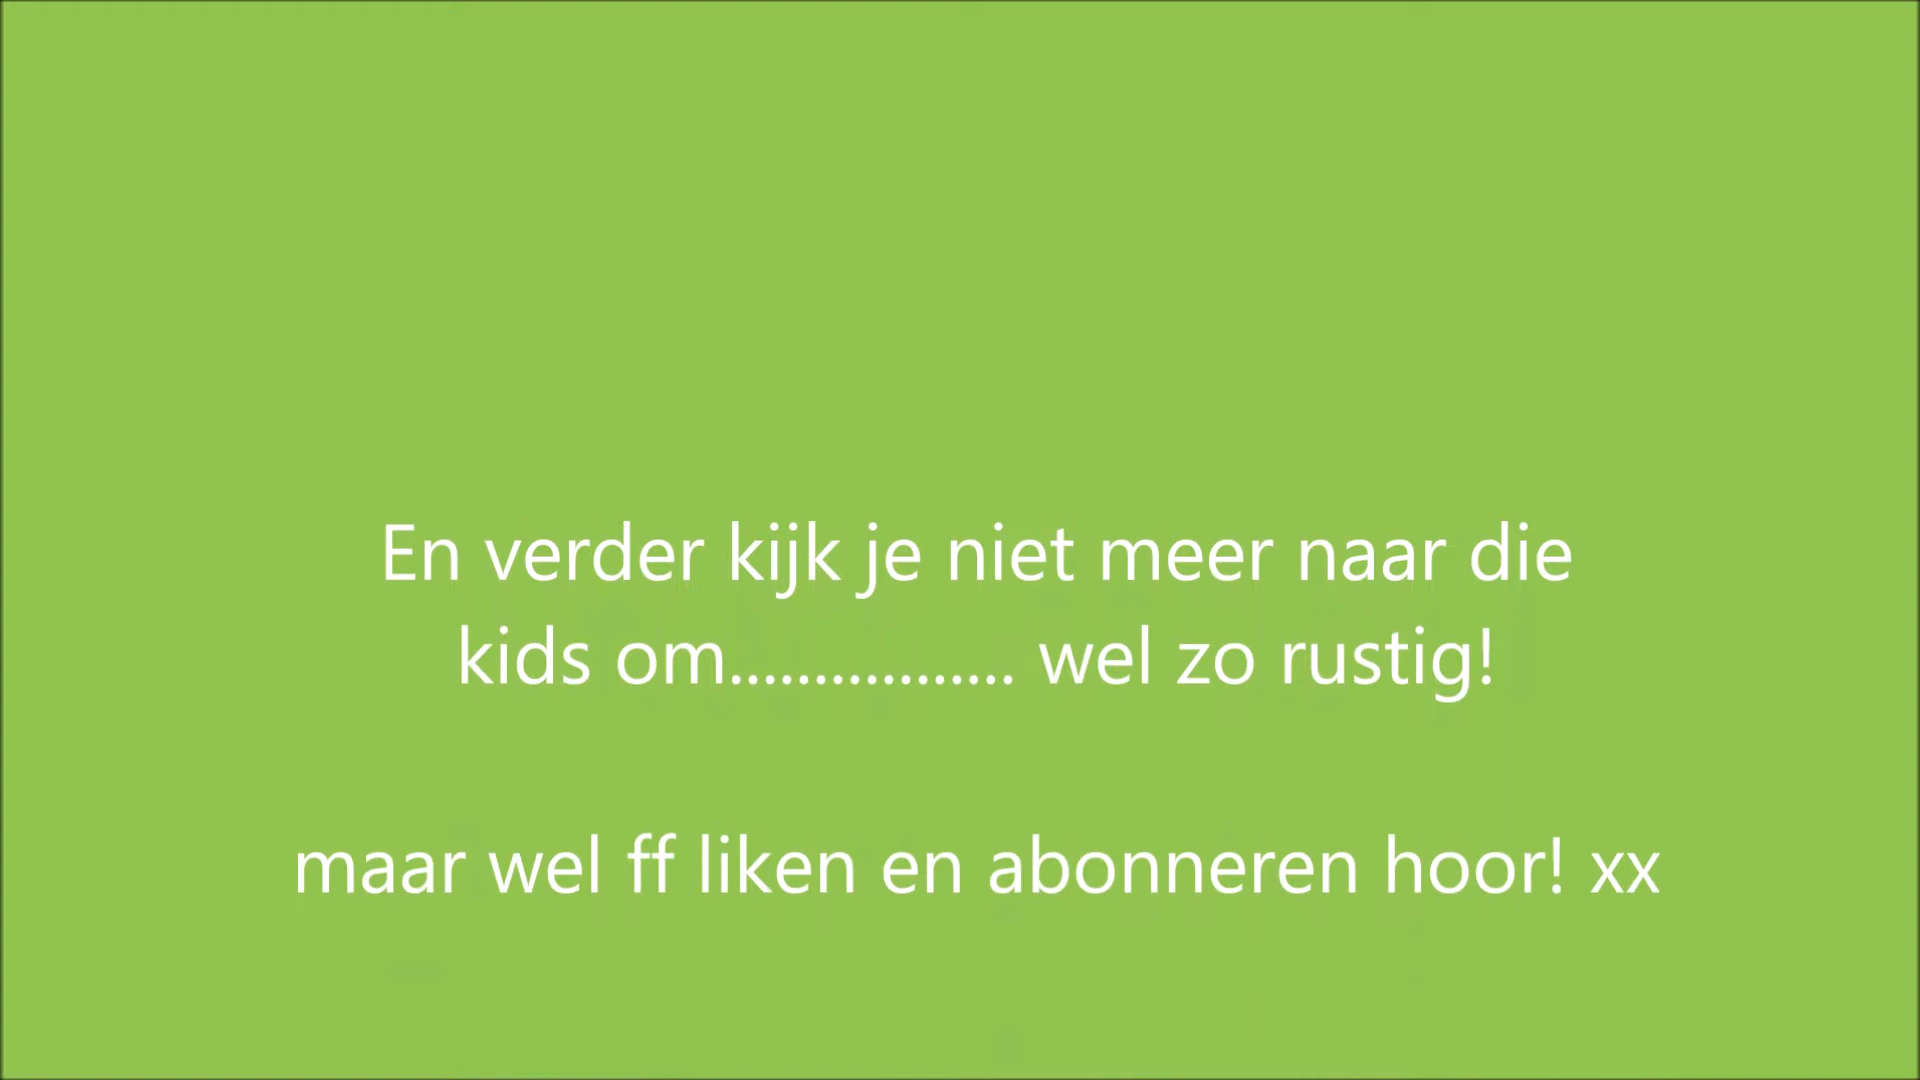 En verder kijk je niet meer naar die
kids om................. wel zo rustig!
maar wel ff liken en abonneren hoor! xx